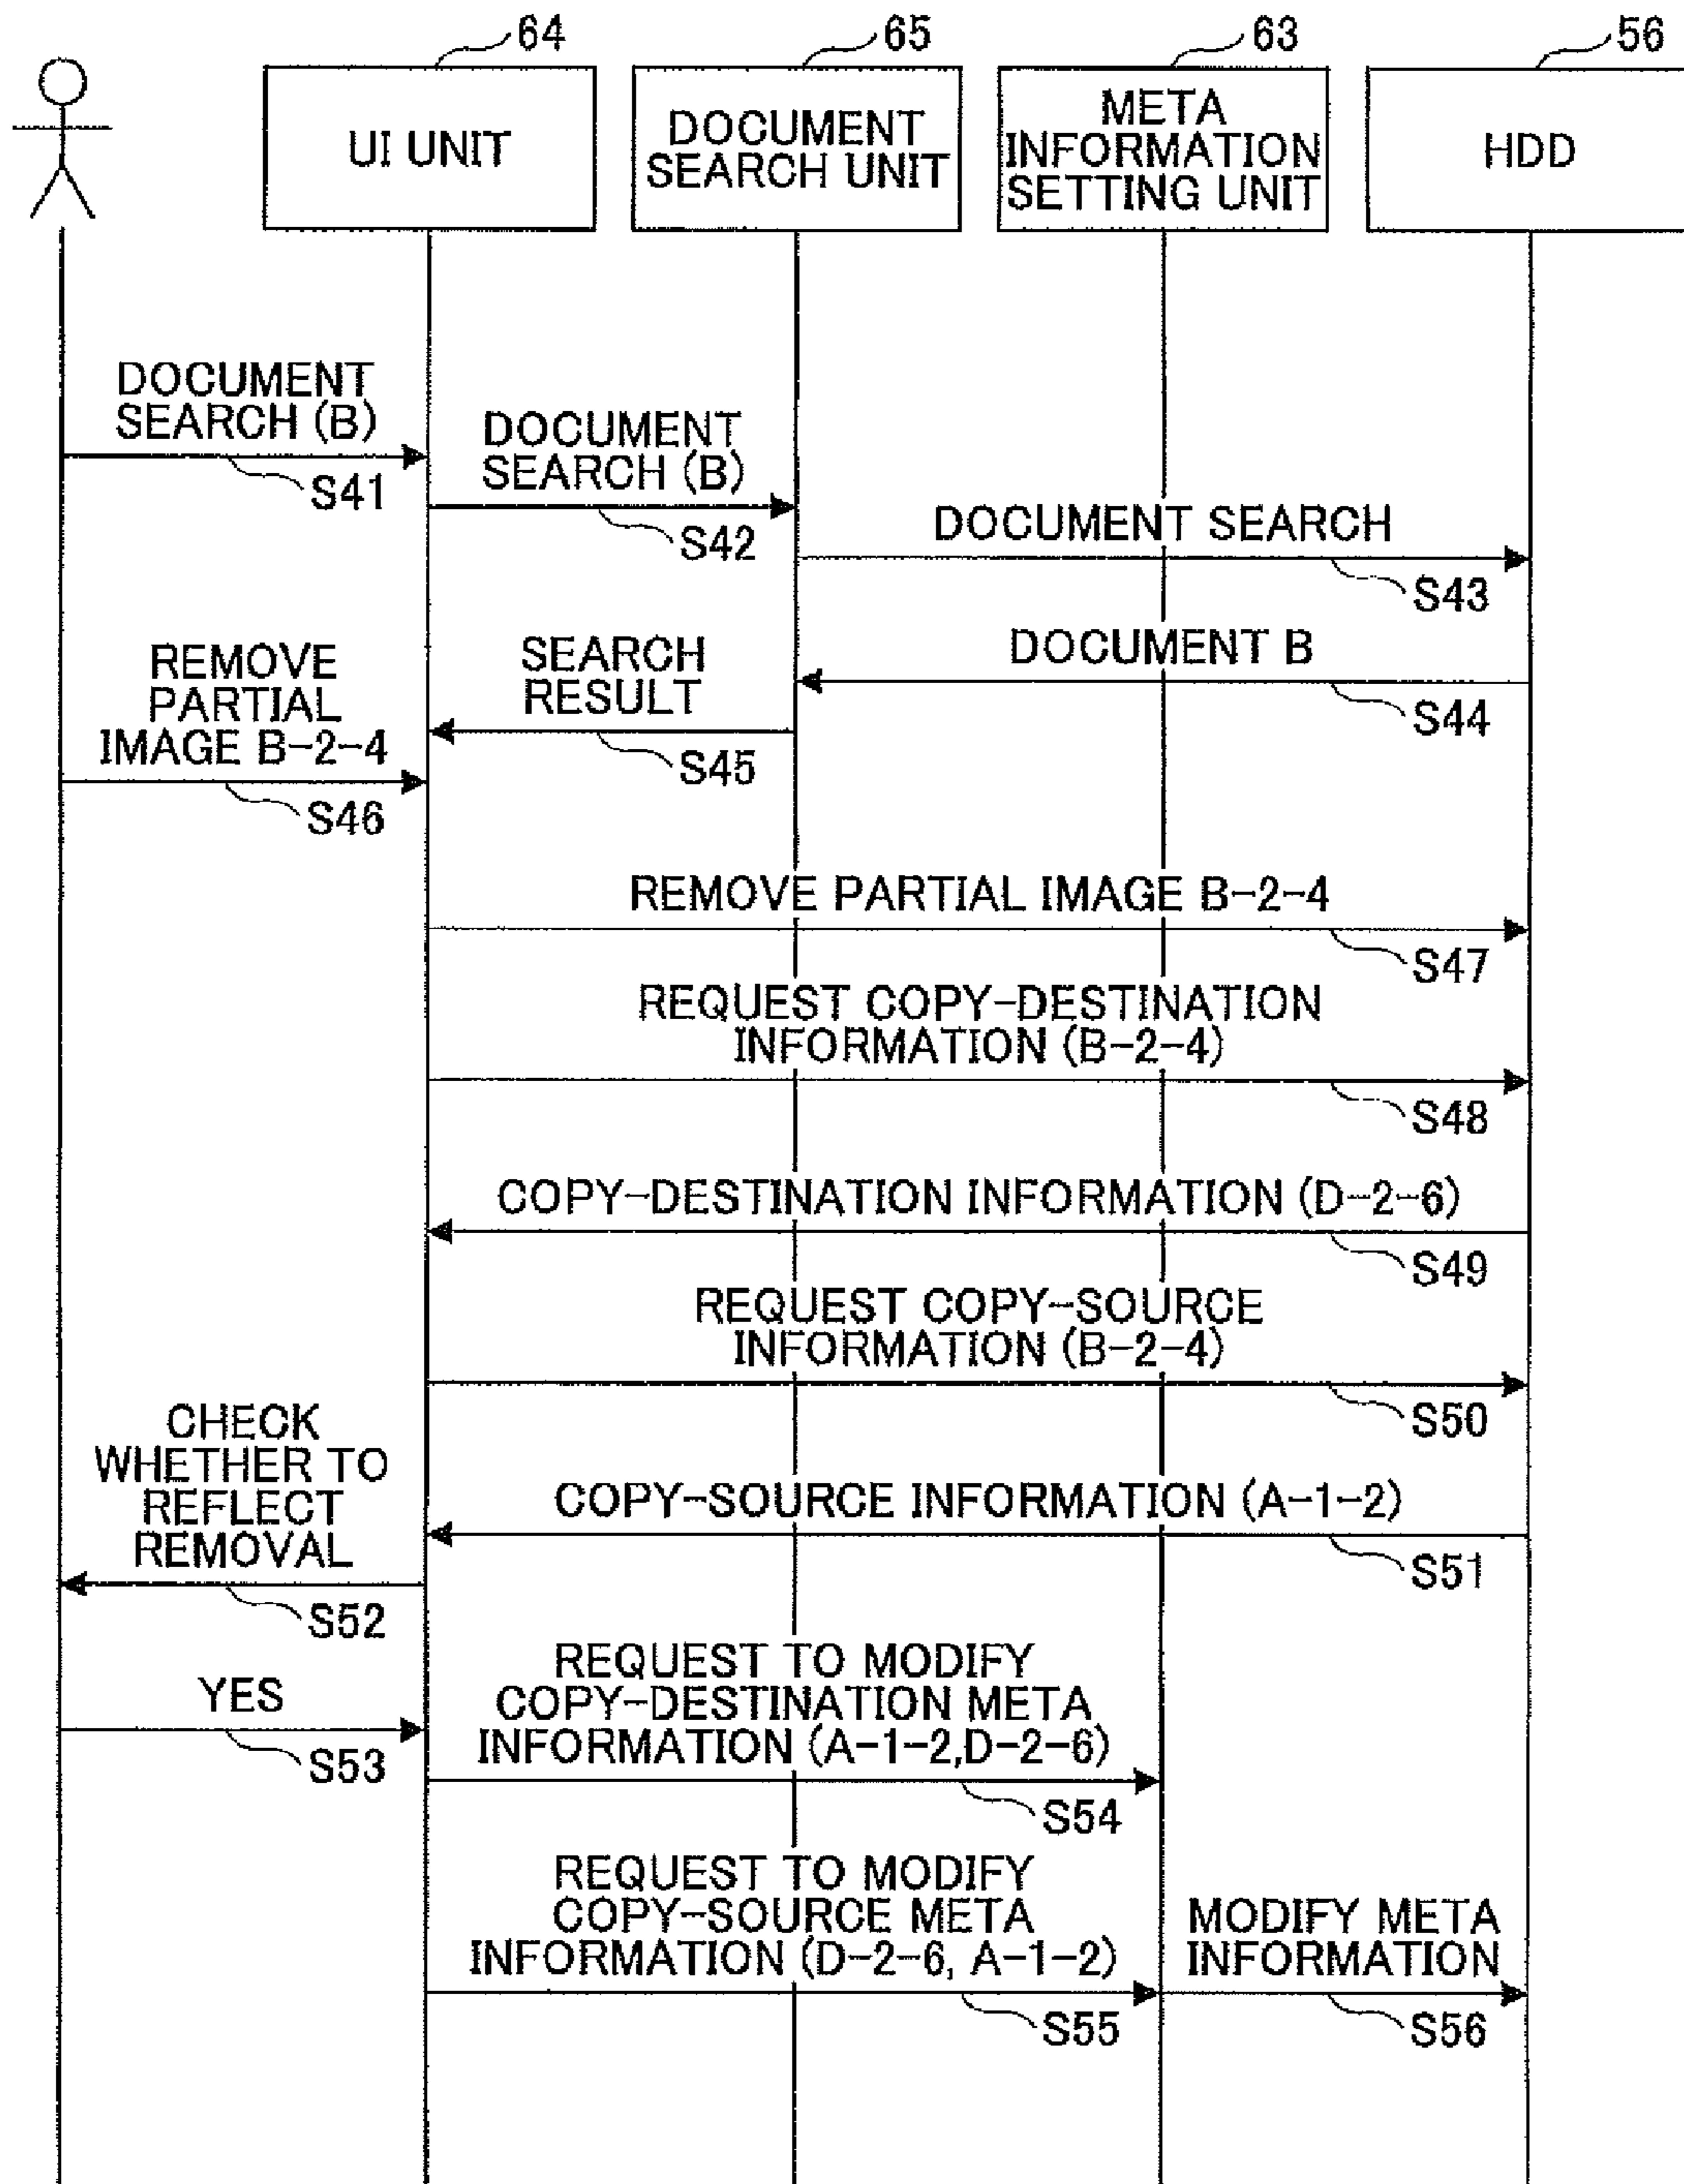 64
65
63
56
UI UNIT
DOCUMENT
SEARCH UNIT
META
INFORMATION
SETTING UNIT
HDD
DOCUMENT
SEARCH (B)
S41
DOCUMENT
SEARCH (B)
S42
DOCUMENT SEARCH
S43
DOCUMENT B
S44
SEARCH
RESULT
S45
REMOVE
PARTIAL
IMAGE B-2-4
S46
REMOVE PARTIAL IMAGE B-2-4
S47
REQUEST COPY-DESTINATION
INFORMATION (B-2-4)
S48
COPY-DESTINATION INFORMATION (D-2-6)
S49
REQUEST COPY-SOURCE
INFORMATION (B-2-4)
S50
COPY-SOURCE INFORMATION (A-1-2)
S51
CHECK
WHETHER TO
REFLECT
REMOVAL
S52
YES
S53
REQUEST TO MODIFY
COPY-DESTINATION META
INFORMATION (A-1-2,D-2-6)
S54
REQUEST TO MODIFY
COPY-SOURCE META
INFORMATION (D-2-6, A-1-2)
S55
MODIFY META
INFORMATION
S56